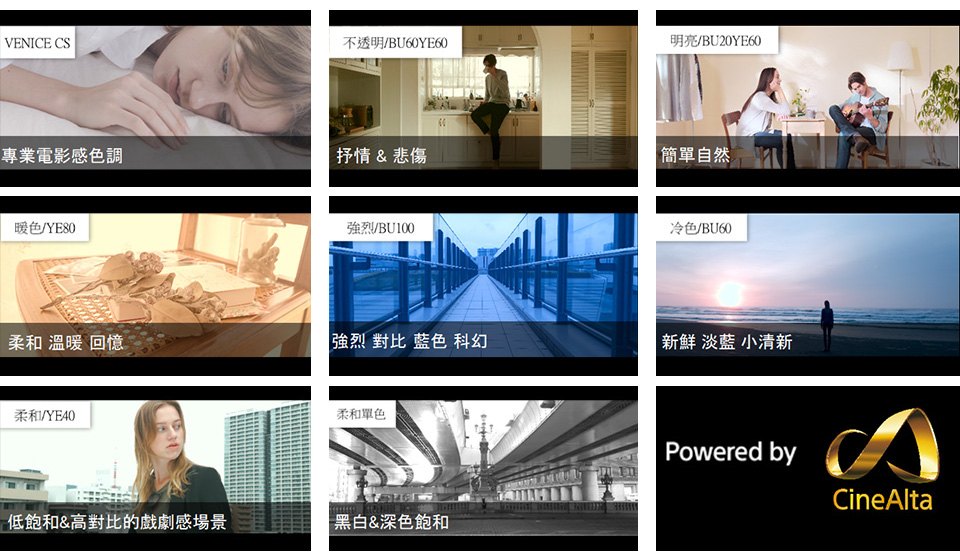 VENICE CS
專業電影感色調
不透明/BU60YE60
抒情 & 悲傷
明亮/BU20YE60
簡單自然
暖色/YE80
柔和 溫暖 回憶
強烈/BU100
強烈 對比 藍色 科幻
冷色/BU60
新鮮 淡藍 小清新
柔和/YE40
低飽和&高對比的戲劇感場景
柔和單色
黑白&深色飽和
Powered by
CineAlta